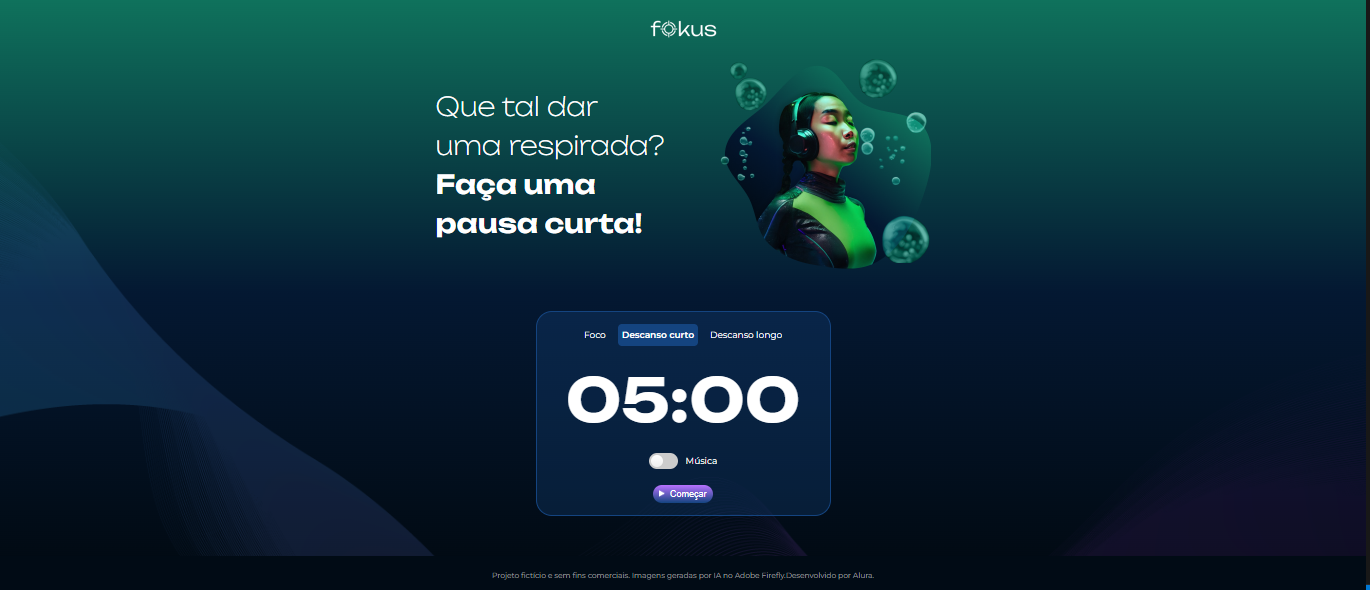 fokus
Que tal dar
uma respirada?
Faça uma
pausa curta!
Foco Descanso curto Descanso longo
05:00
Música
Começar
Projeto fictício e sem fins comerciais. Imagens geradas por IA no Adobe Firefly.Desenvolvido por Alura.